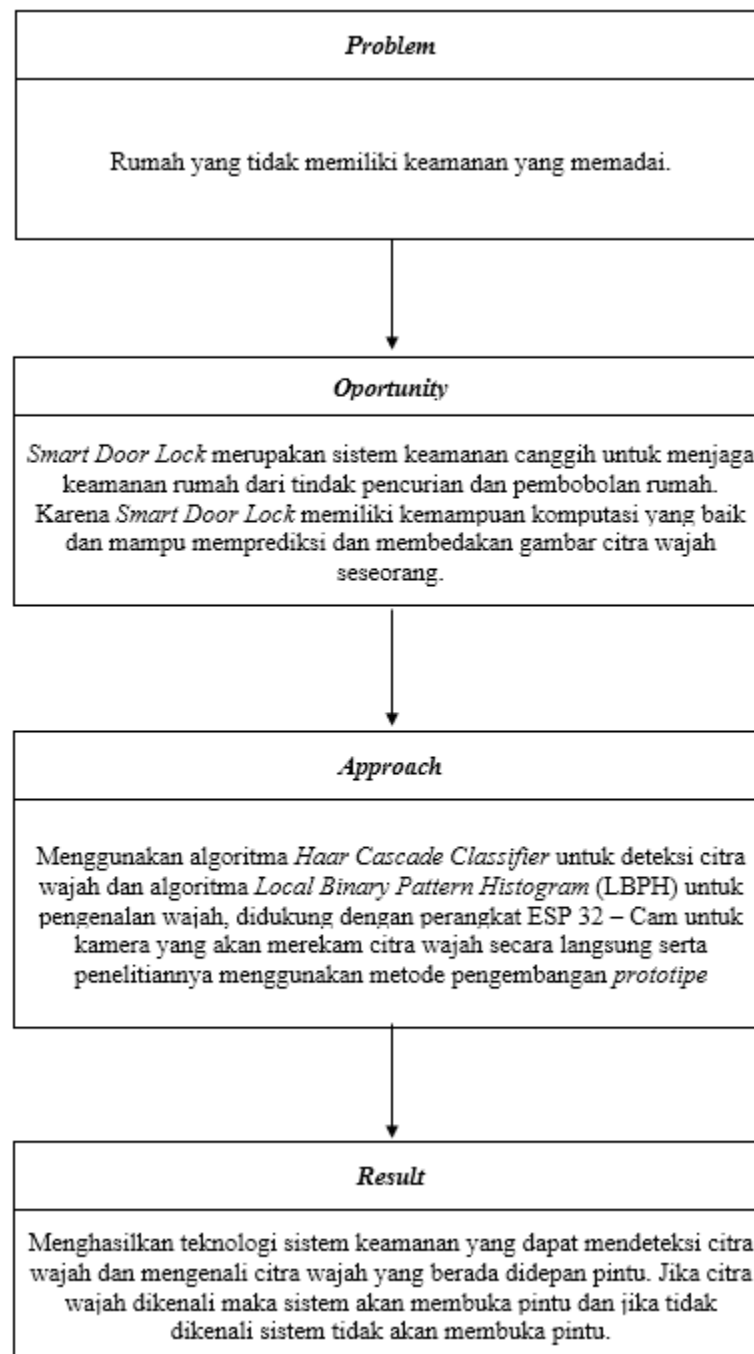 Problem
Rumah yang tidak memiliki keamanan yang memadai.
Oportunity
Smart Door Lock merupakan sistem keamanan canggih untuk menjaga
keamanan rumah dari tindak pencurian dan pembobolan rumah.
Karena Smart Door Lock memiliki kemampuan komputasi yang baik
dan mampu memprediksi dan membedakan gambar citra wajah
seseorang.
Approach
Menggunakan algoritma Haar Cascade Classifier untuk deteksi citra
wajah dan algoritma Local Binary Pattern Histogram (LBPH) untuk
pengenalan wajah, didukung dengan perangkat ESP 32 – Cam untuk
kamera yang akan merekam citra wajah secara langsung serta
penelitiannya menggunakan metode pengembangan prototipe
Result
Menghasilkan teknologi sistem keamanan yang dapat mendeteksi citra
wajah dan mengenali citra wajah yang berada didepan pintu. Jika citra
wajah dikenali maka sistem akan membuka pintu dan jika tidak
dikenali sistem tidak akan membuka pintu.